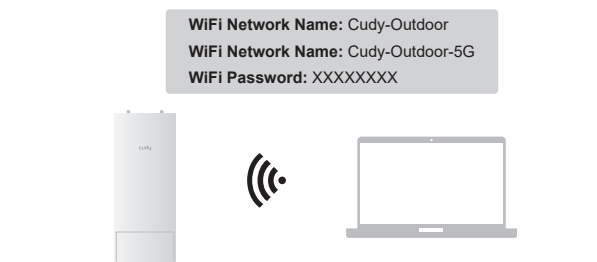 WiFi Network Name: Cudy-Outdoor
WiFi Network Name: Cudy-Outdoor-5G
WiFi Password: XXXXXXXX
cudy